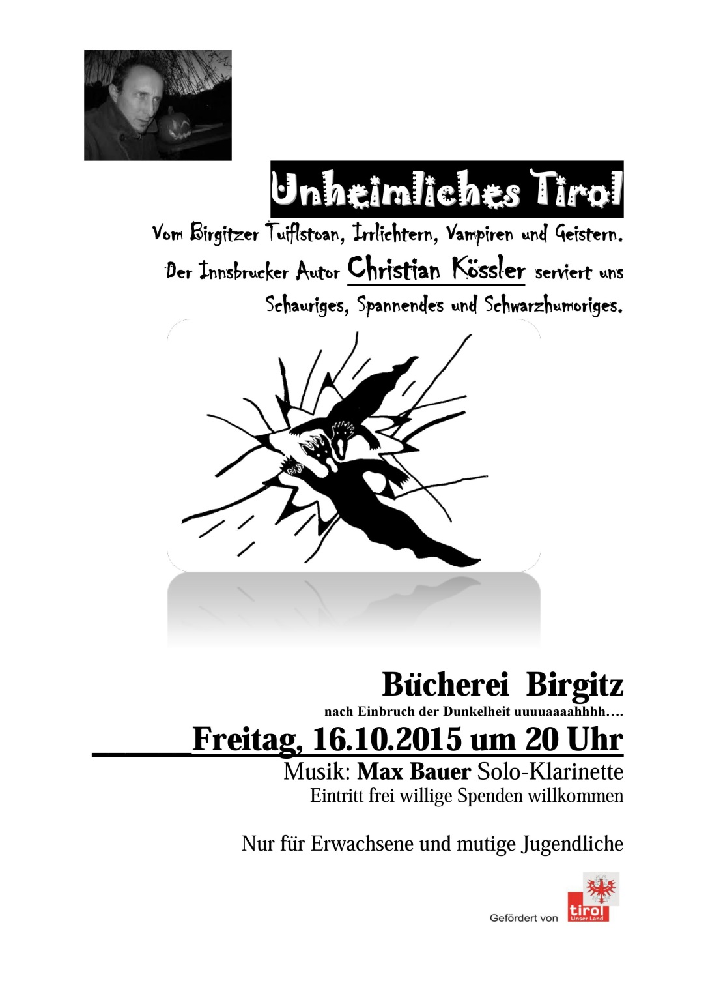 Unheimliches Tirol
Vom Birgitzer Tuiflstoan, Irrlichtern, Vampiren und Geistern.
Der Innsbrucker Autor Christian Kössler serviert uns
Schauriges, Spannendes und Schwarzhumoriges.
Bücherei Birgitz
nach Einbruch der Dunkelheit uuuuaaaahhhh….
Freitag, 16.10.2015 um 20 Uhr
Musik: Max Bauer Solo-Klarinette
Eintritt frei willige Spenden willkommen
Nur für Erwachsene und mutige Jugendliche
Gefördert von
tirol
Unser Land